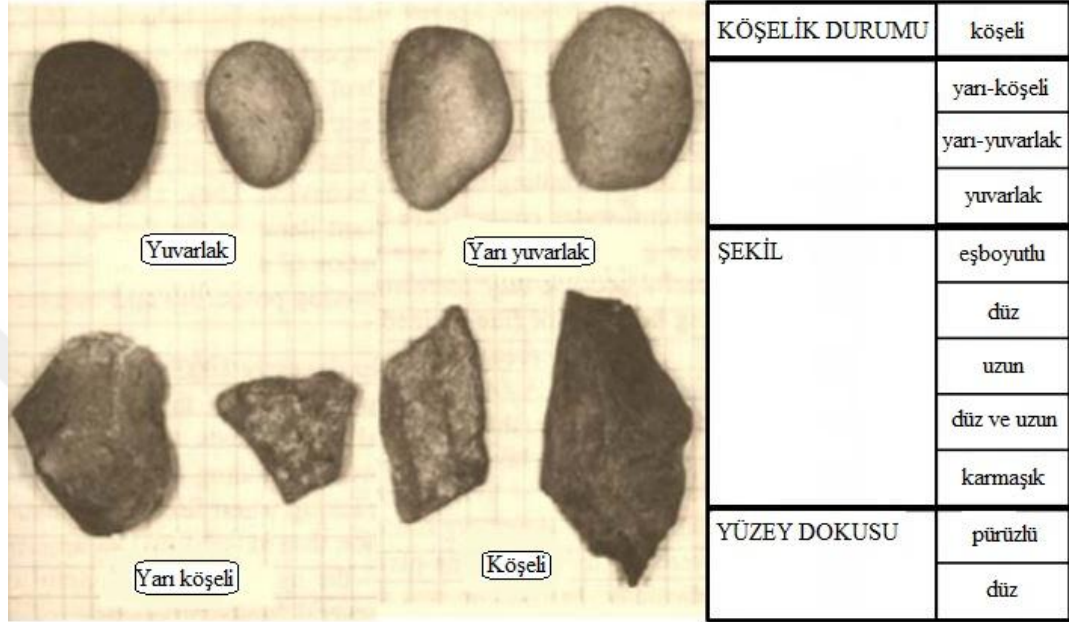 Yuvarlak
Yarı yuvarlak
Yarı köşeli
Köşeli
KÖŞELİK DURUMU
köşeli
yarı-köşeli
yarı-yuvarlak
yuvarlak
ŞEKİL
eşboyutlu
düz
uzun
düz ve uzun
karmaşık
YÜZEY DOKUSU
pürüzlü
düz